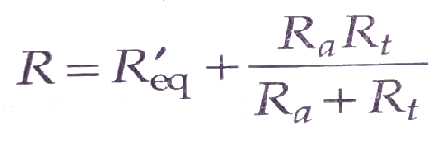 R = R′eq + RaRt / (Ra + Rt)